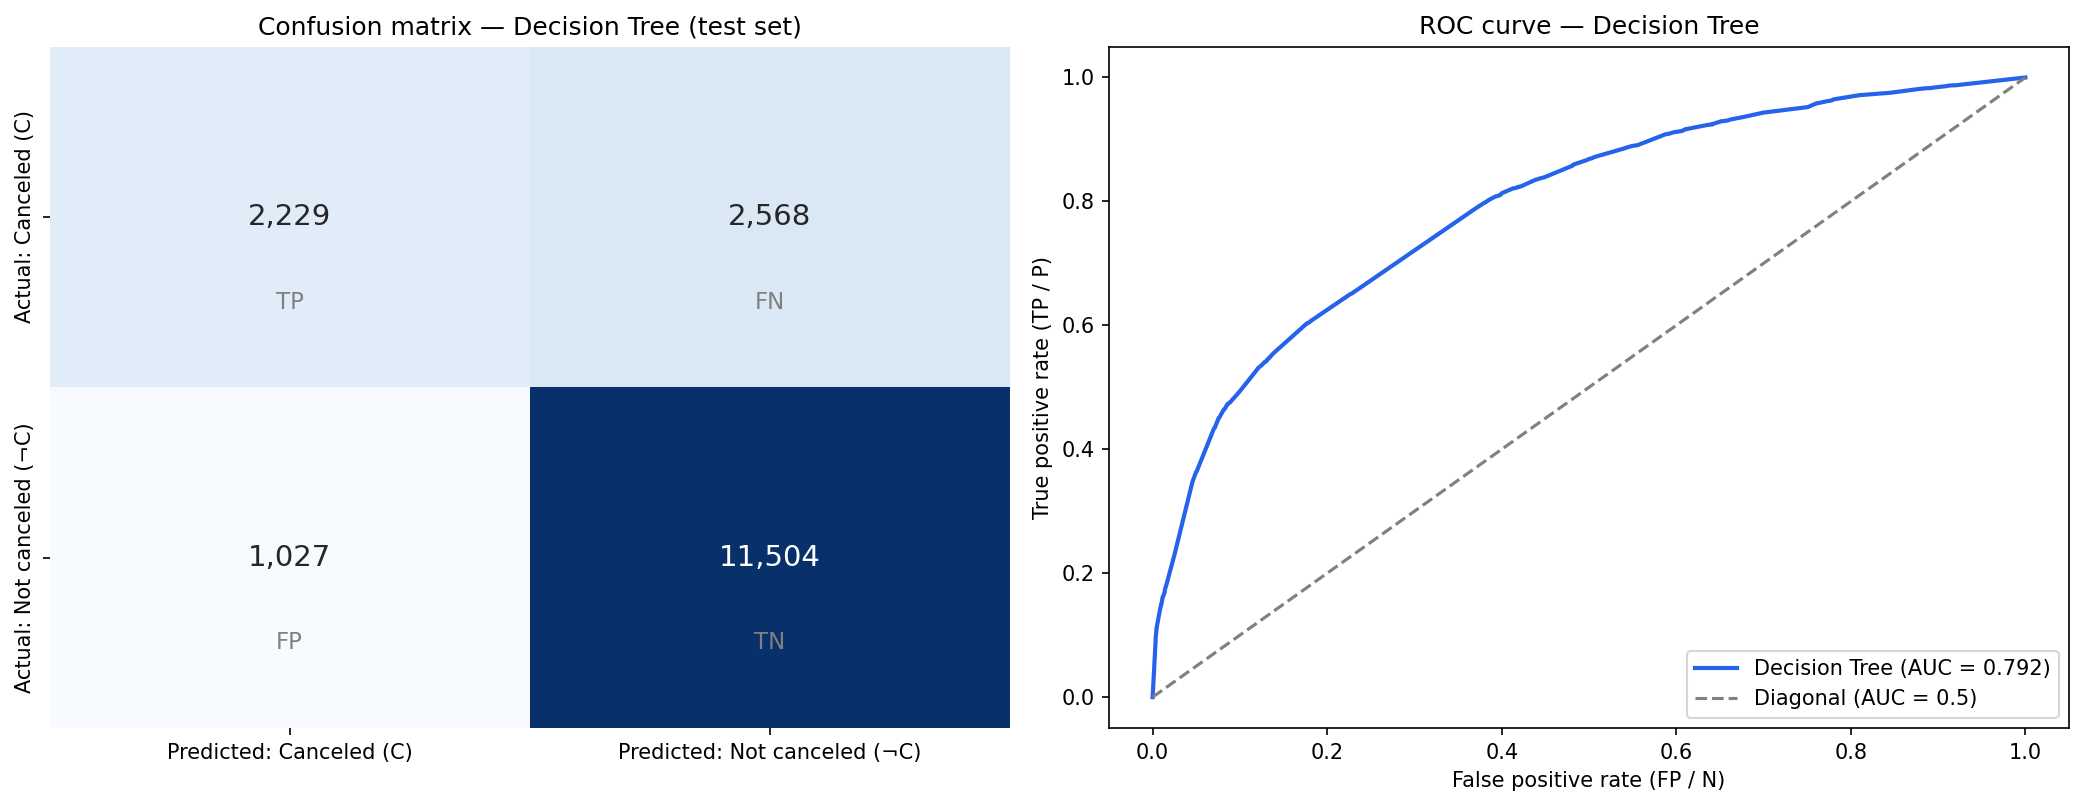 Confusion matrix — Decision Tree (test set)
Actual: Canceled (C)
2,229
2,568
TP
FN
Actual: Not canceled (¬C)
1,027
11,504
FP
TN
Predicted: Canceled (C)
Predicted: Not canceled (¬C)
ROC curve — Decision Tree
True positive rate (TP / P)
1.0
0.8
0.6
0.4
0.2
0.0
Decision Tree (AUC = 0.792)
Diagonal (AUC = 0.5)
0.0 0.2 0.4 0.6 0.8 1.0
False positive rate (FP / N)